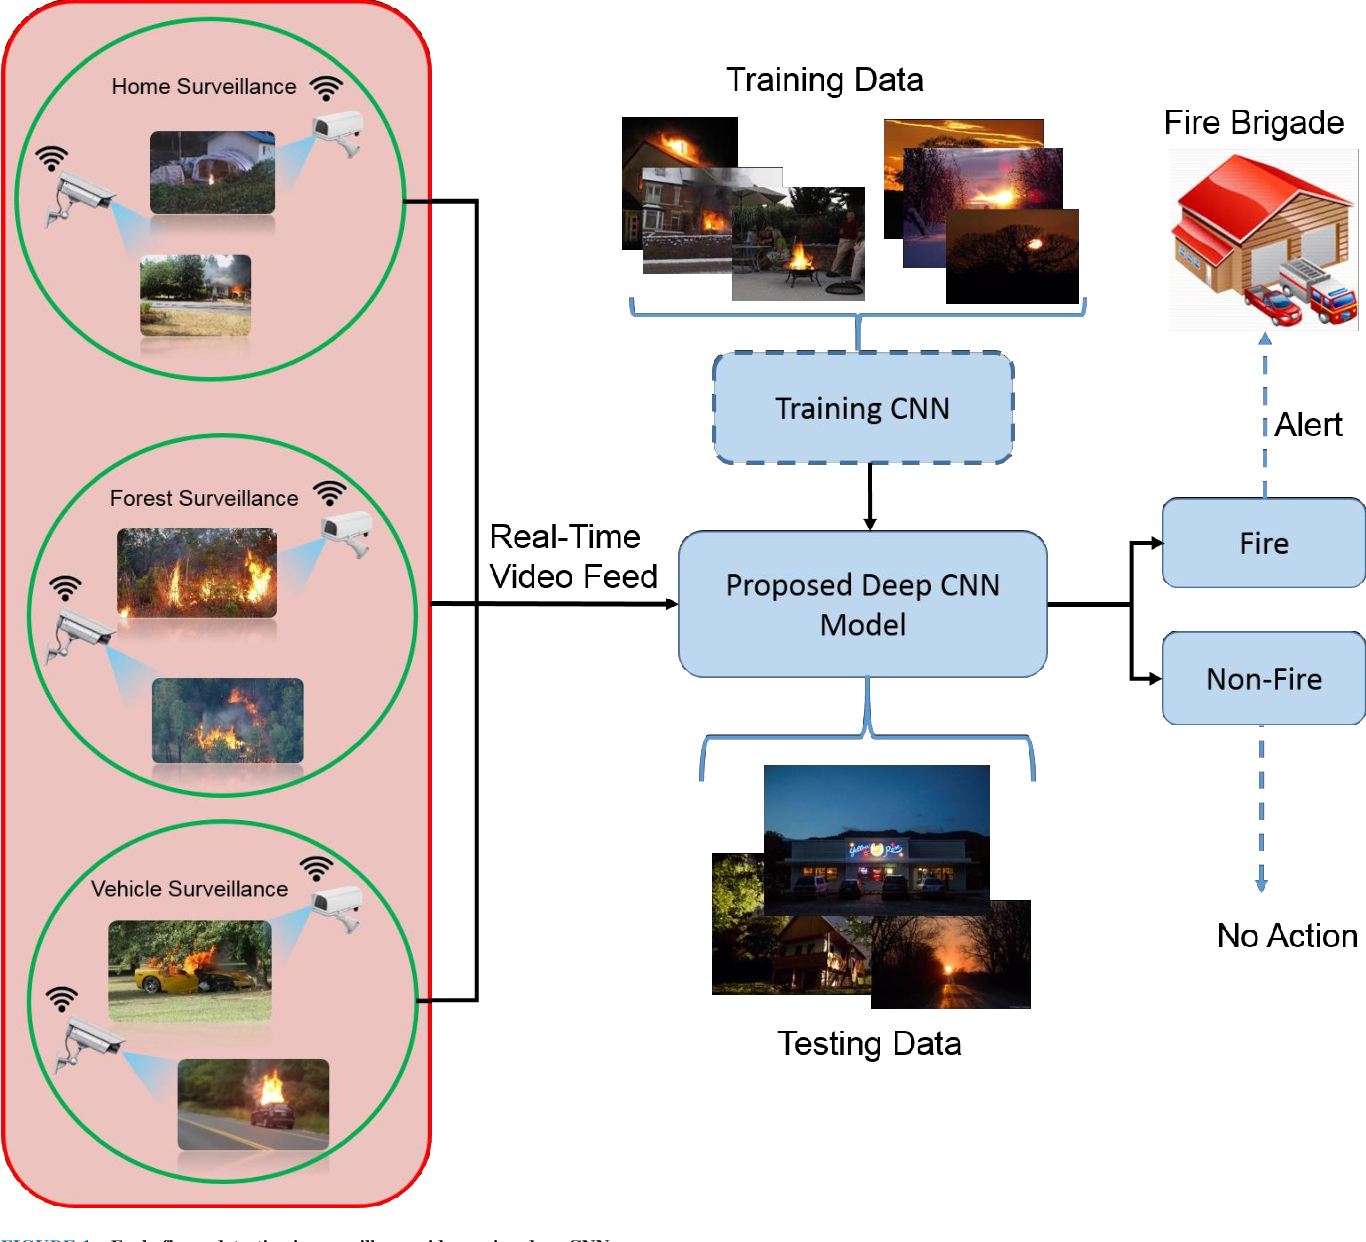 Home Surveillance
Forest Surveillance
Vehicle Surveillance
Real-Time
Video Feed
Training Data
Training CNN
Proposed Deep CNN
Model
Testing Data
Fire Brigade
Alert
Fire
Non-Fire
No Action